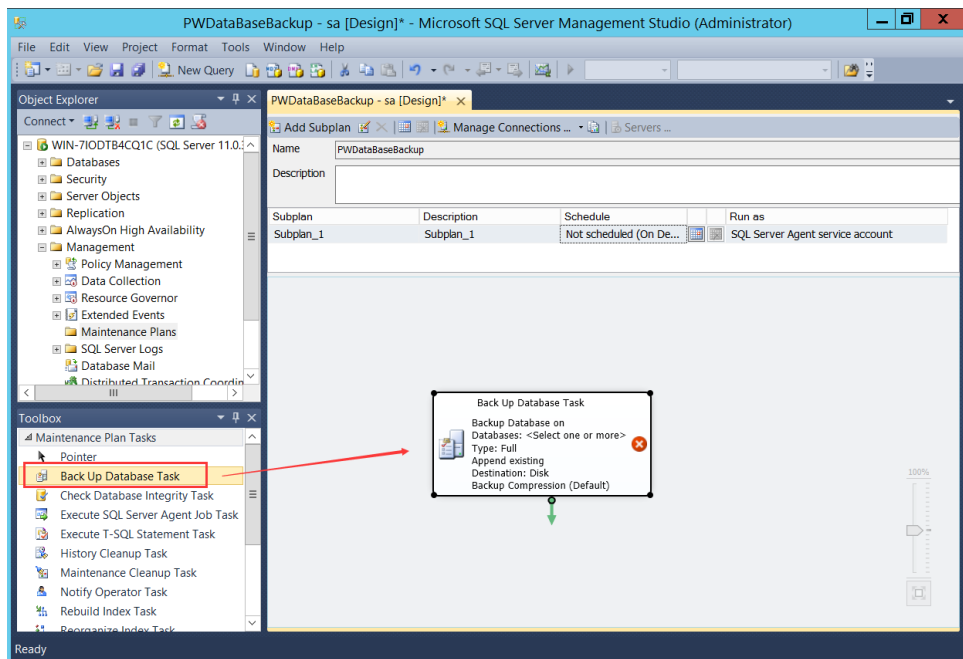 PWDataBaseBackup - sa [Design]* - Microsoft SQL Server Management Studio (Administrator)
File Edit View Project Format Tools Window Help
New Query
Object Explorer
Connect
WIN-7IODTB4CQ1C (SQL Server 11.0.
Databases
Security
Server Objects
Replication
AlwaysOn High Availability
Management
Policy Management
Data Collection
Resource Governor
Extended Events
Maintenance Plans
SQL Server Logs
Database Mail
Distributed Transaction Coordin
Toolbox
Maintenance Plan Tasks
Pointer
Back Up Database Task
Check Database Integrity Task
Execute SQL Server Agent Job Task
Execute T-SQL Statement Task
History Cleanup Task
Maintenance Cleanup Task
Notify Operator Task
Rebuild Index Task
Reorganize Index Task
PWDataBaseBackup - sa [Design]*
Add Subplan Manage Connections ... Servers ...
Name PWDataBaseBackup
Description
Subplan Description Schedule Run as
Subplan_1 Subplan_1 Not scheduled (On De... SQL Server Agent service account
Back Up Database Task
Backup Database on
Databases: <Select one or more>
Type: Full
Append existing
Destination: Disk
Backup Compression (Default)
100%
Ready